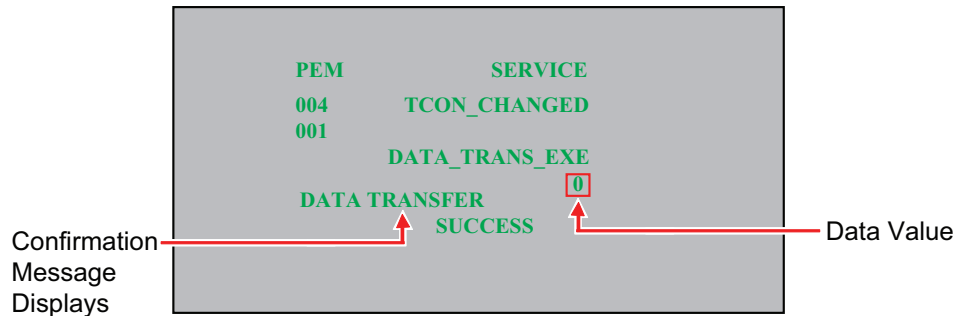 PEM SERVICE
004 TCON_CHANGED
001
DATA_TRANS_EXE
0
DATA TRANSFER
SUCCESS
Confirmation
Message
Displays
Data Value